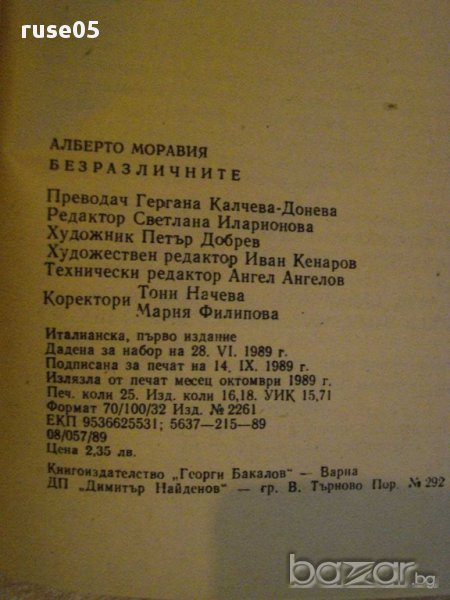 ruse05
АЛБЕРТО МОРАВИЯ
БЕЗРАЗЛИЧНИТЕ
Преводач Гергана Калчева-Донева
Редактор Светлана Иларионова
Художник Петър Добрев
Художествен редактор Иван Кенаров
Технически редактор Ангел Ангелов
Коректори Тони Начева
Мария Филипова
Италианска, първо издание
Дадена за набор на 28. VI. 1989 г.
Подписана за печат на 14. IX. 1989 г.
Излязла от печат месец октомври 1989 г.
Печ. коли 25. Изд. коли 16,18. УИК 15,71
Формат 70/100/32 Изд. № 2261
ЕКП 9536625531; 5637—215—89
08/057/89
Цена 2,35 лв.
Книгоиздателство „Георги Бакалов“ — Варна
ДП „Димитър Найденов“ — гр. В. Търново Пор. № 292
bazar.bg